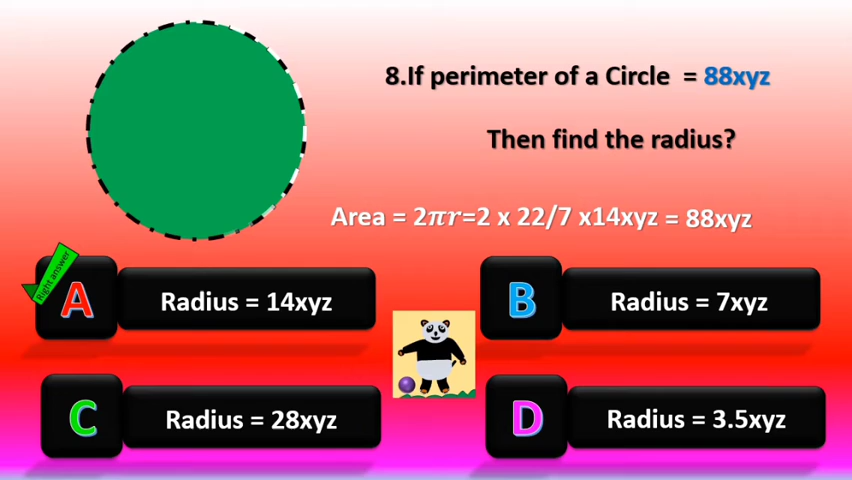 8.If perimeter of a Circle = 88xyz
Then find the radius?
Area = 2𝜋𝑟=2 x 22/7 x14xyz = 88xyz
Right answer
A
Radius = 14xyz
B
Radius = 7xyz
C
Radius = 28xyz
D
Radius = 3.5xyz